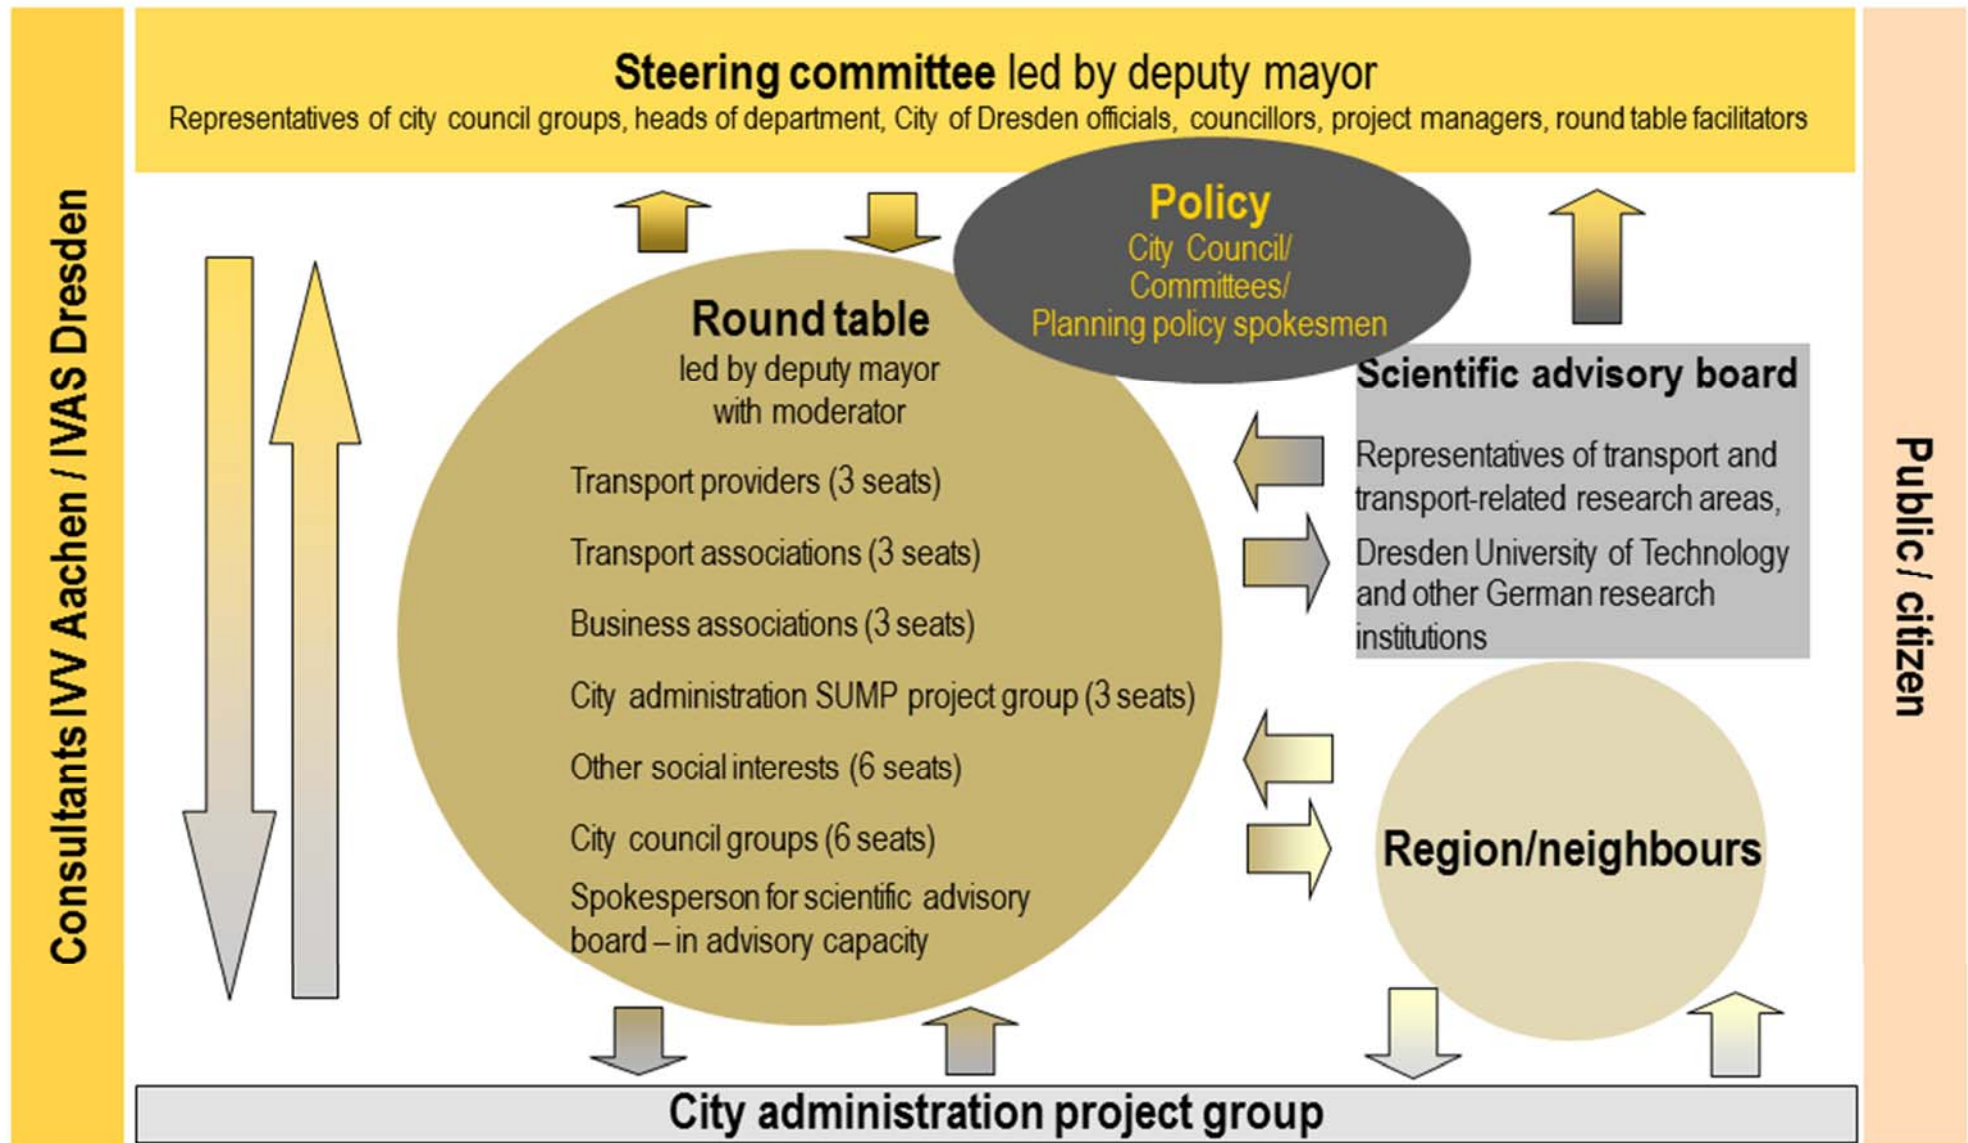 Consultants IVV Aachen / IVAS Dresden
Steering committee led by deputy mayor
Representatives of city council groups, heads of department, City of Dresden officials, councillors, project managers, round table facilitators
Policy
City Council/
Committees/
Planning policy spokesmen
Round table
led by deputy mayor
with moderator
Transport providers (3 seats)
Transport associations (3 seats)
Business associations (3 seats)
City administration SUMP project group (3 seats)
Other social interests (6 seats)
City council groups (6 seats)
Spokesperson for scientific advisory
board – in advisory capacity
Scientific advisory board
Representatives of transport and
transport-related research areas,
Dresden University of Technology
and other German research
institutions
Region/neighbours
Public / citizen
City administration project group